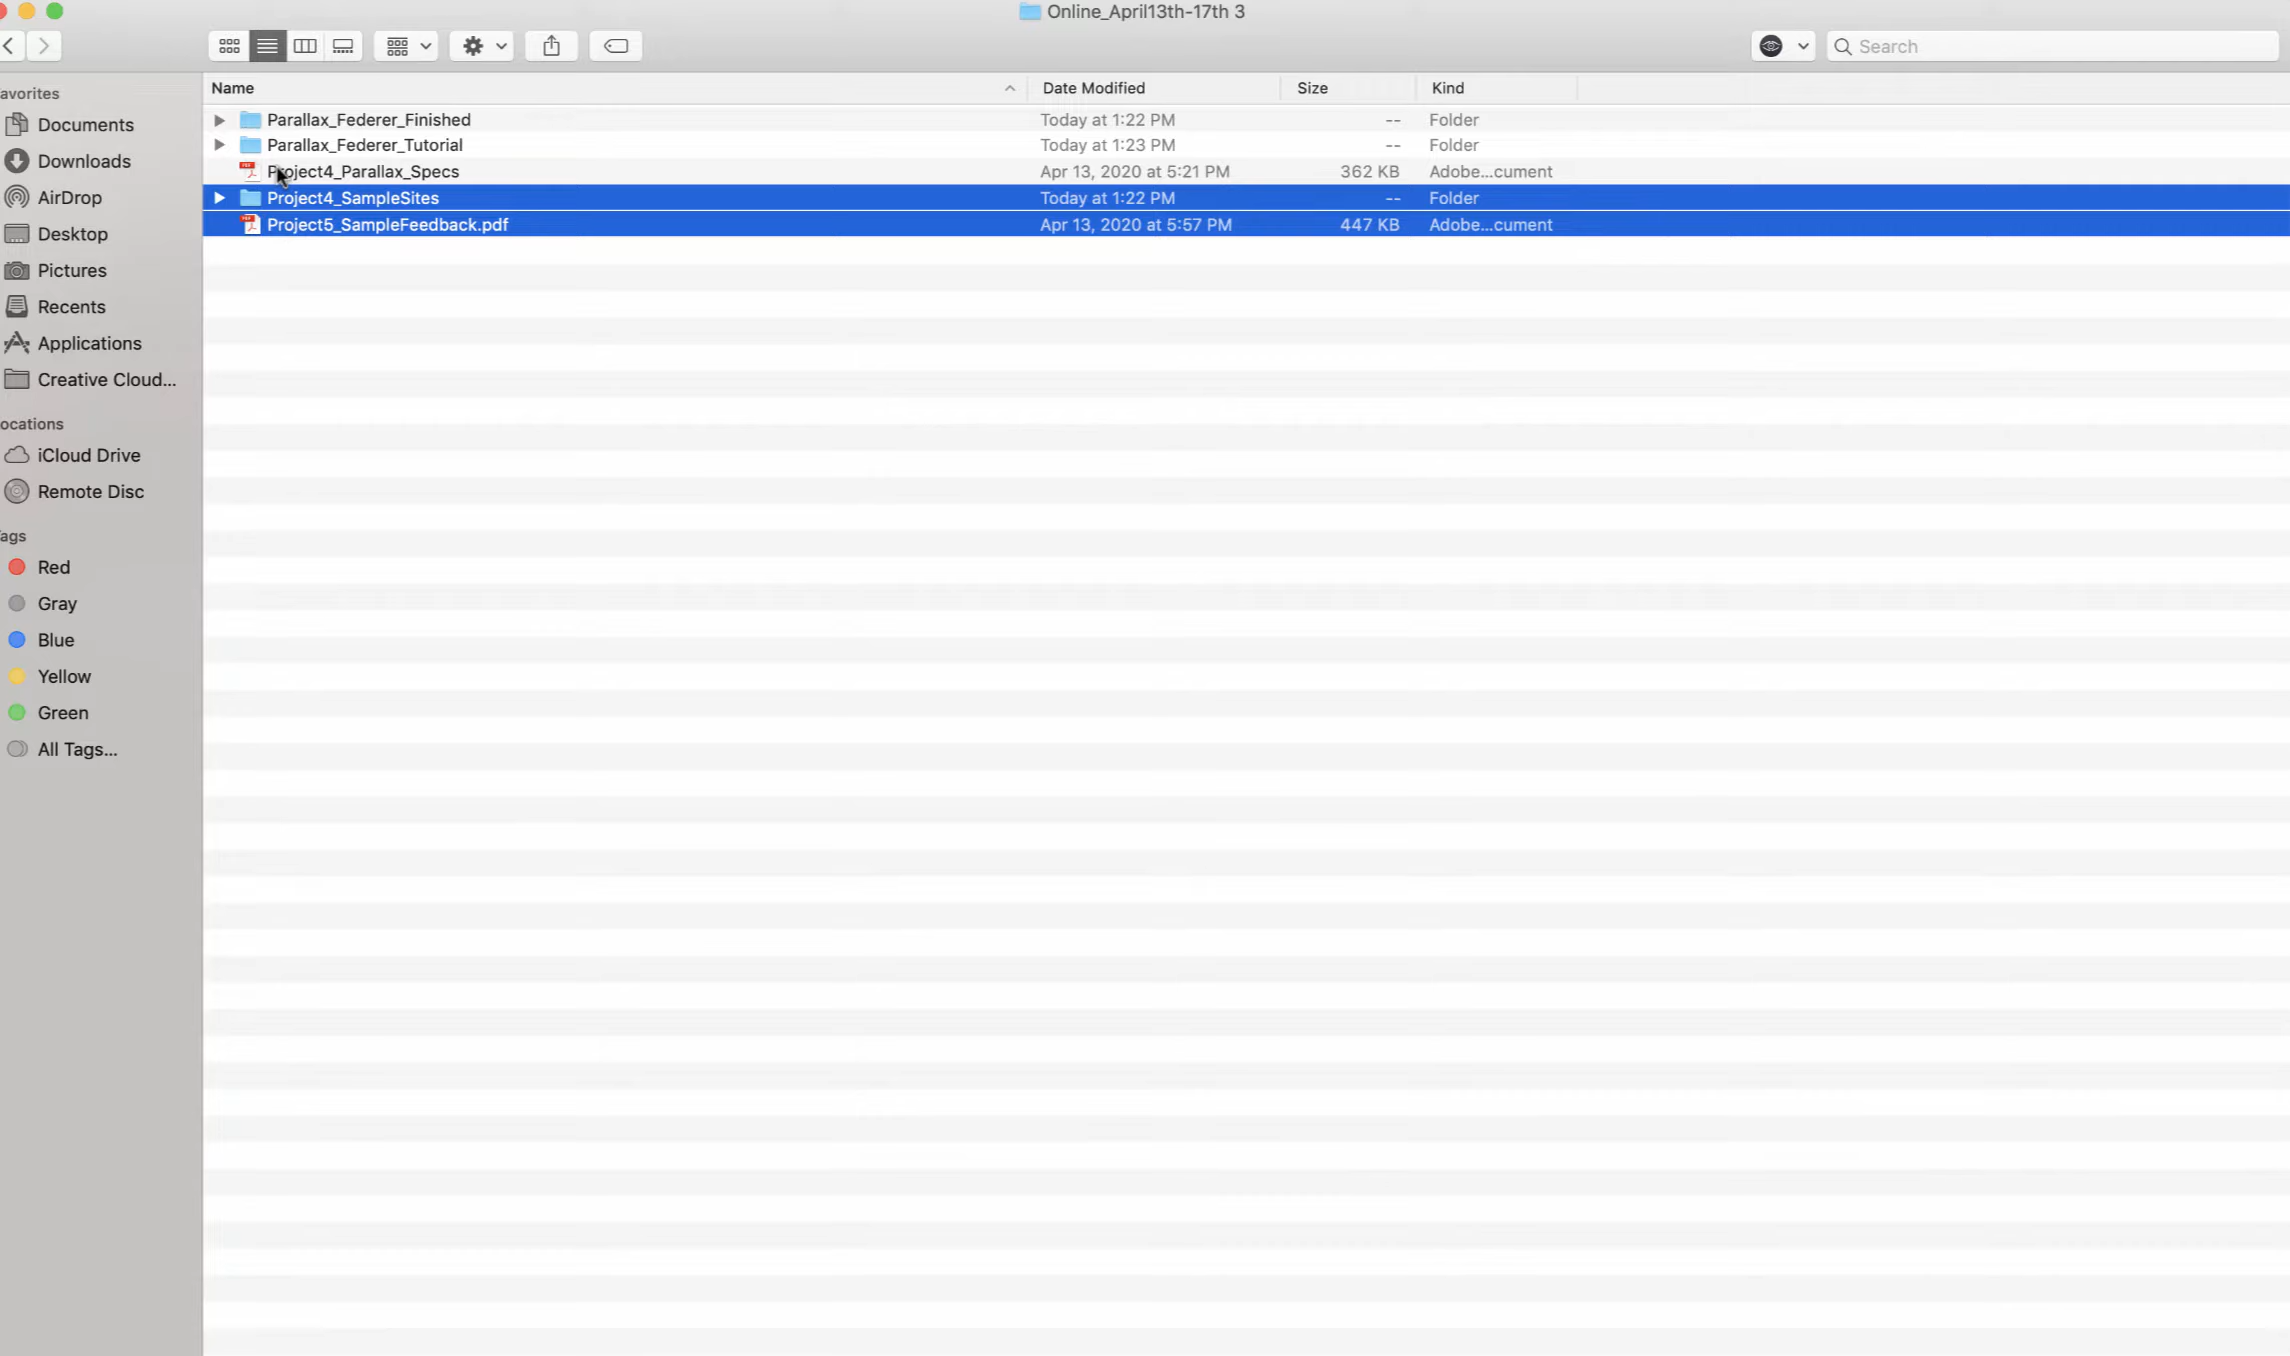 Online_April13th-17th 3
Search
Name Date Modified Size Kind
avorites
Documents
Downloads
AirDrop
Desktop
Pictures
Recents
Applications
Creative Cloud...
ocations
iCloud Drive
Remote Disc
ags
Red
Gray
Blue
Yellow
Green
All Tags...
Parallax_Federer_Finished Today at 1:22 PM -- Folder
Parallax_Federer_Tutorial Today at 1:23 PM -- Folder
Project4_Parallax_Specs Apr 13, 2020 at 5:21 PM 362 KB Adobe...cument
Project4_SampleSites Today at 1:22 PM -- Folder
Project5_SampleFeedback.pdf Apr 13, 2020 at 5:57 PM 447 KB Adobe...cument